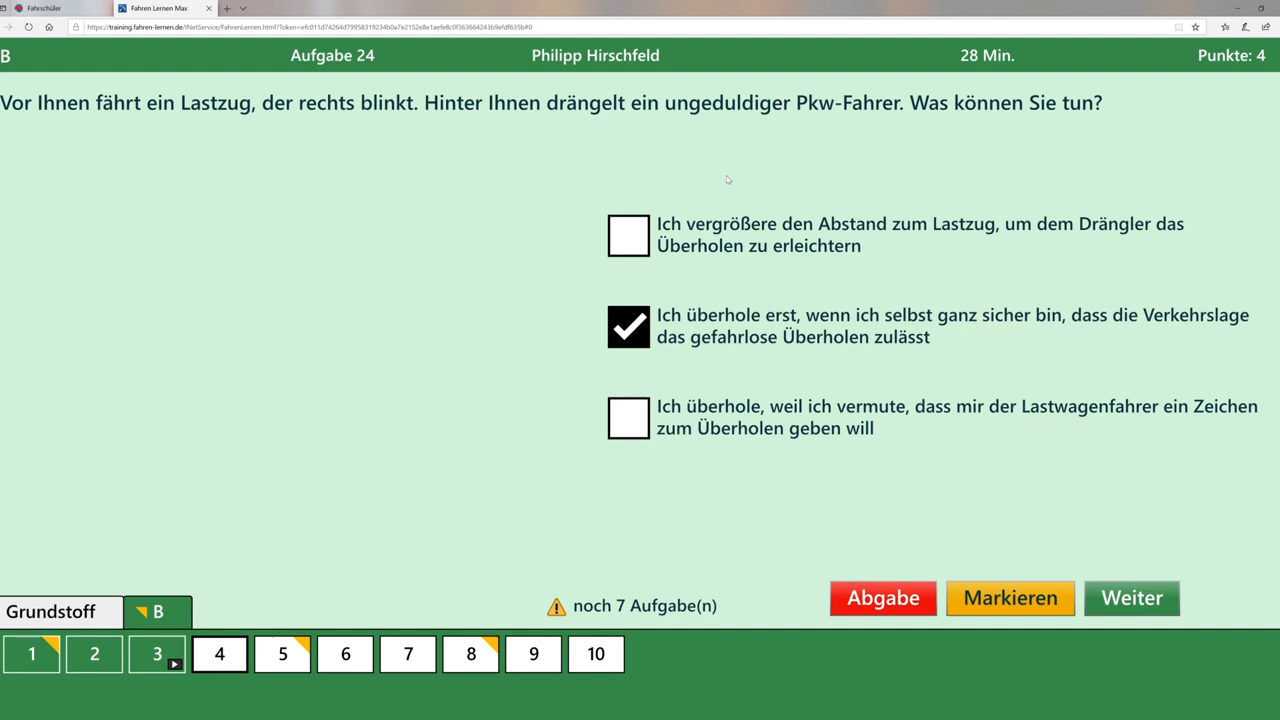 Fahrschüler
Fahren Lernen Max
B
Aufgabe 24
Philipp Hirschfeld
28 Min.
Punkte: 4
Vor Ihnen fährt ein Lastzug, der rechts blinkt. Hinter Ihnen drängelt ein ungeduldiger Pkw-Fahrer. Was können Sie tun?
Ich vergrößere den Abstand zum Lastzug, um dem Drängler das
Überholen zu erleichtern
Ich überhole erst, wenn ich selbst ganz sicher bin, dass die Verkehrslage
das gefahrlose Überholen zulässt
Ich überhole, weil ich vermute, dass mir der Lastwagenfahrer ein Zeichen
zum Überholen geben will
noch 7 Aufgabe(n)
Abgabe
Markieren
Weiter
Grundstoff
B
1 2 3 4 5 6 7 8 9 10